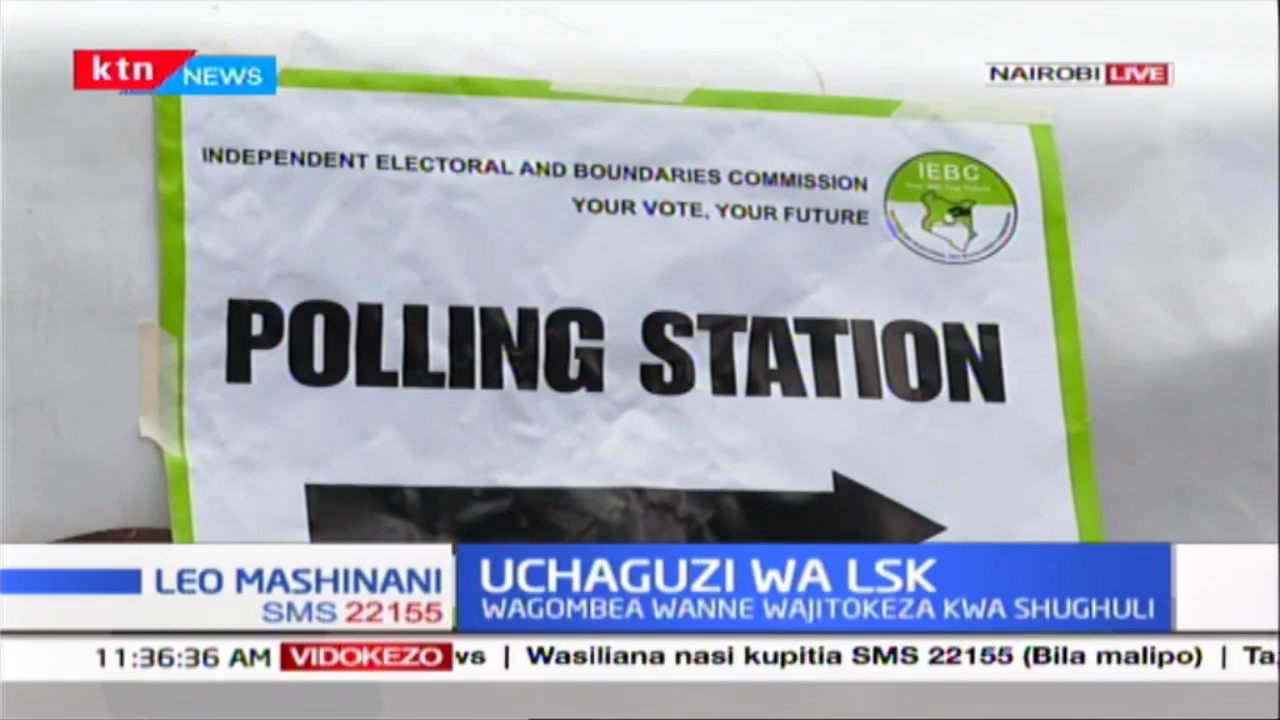 ktn NEWS
NAIROBI LIVE
INDEPENDENT ELECTORAL AND BOUNDARIES COMMISSION
YOUR VOTE, YOUR FUTURE
IEBC
POLLING STATION
LEO MASHINANI
SMS 22155
UCHAGUZI WA LSK
WAGOMBEA WANNE WAJITOKEZA KWA SHUGHULI
11:36:36 AM VIDOKEZO vs | Wasiliana nasi kupitia SMS 22155 (Bila malipo) | Ta